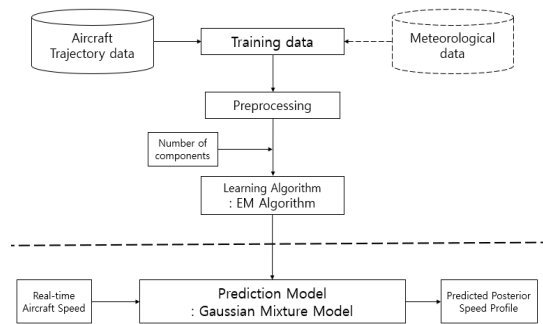 Aircraft
Trajectory data
Training data
Meteorological
data
Preprocessing
Number of
components
Learning Algorithm
: EM Algorithm
Real-time
Aircraft Speed
Prediction Model
: Gaussian Mixture Model
Predicted Posterior
Speed Profile